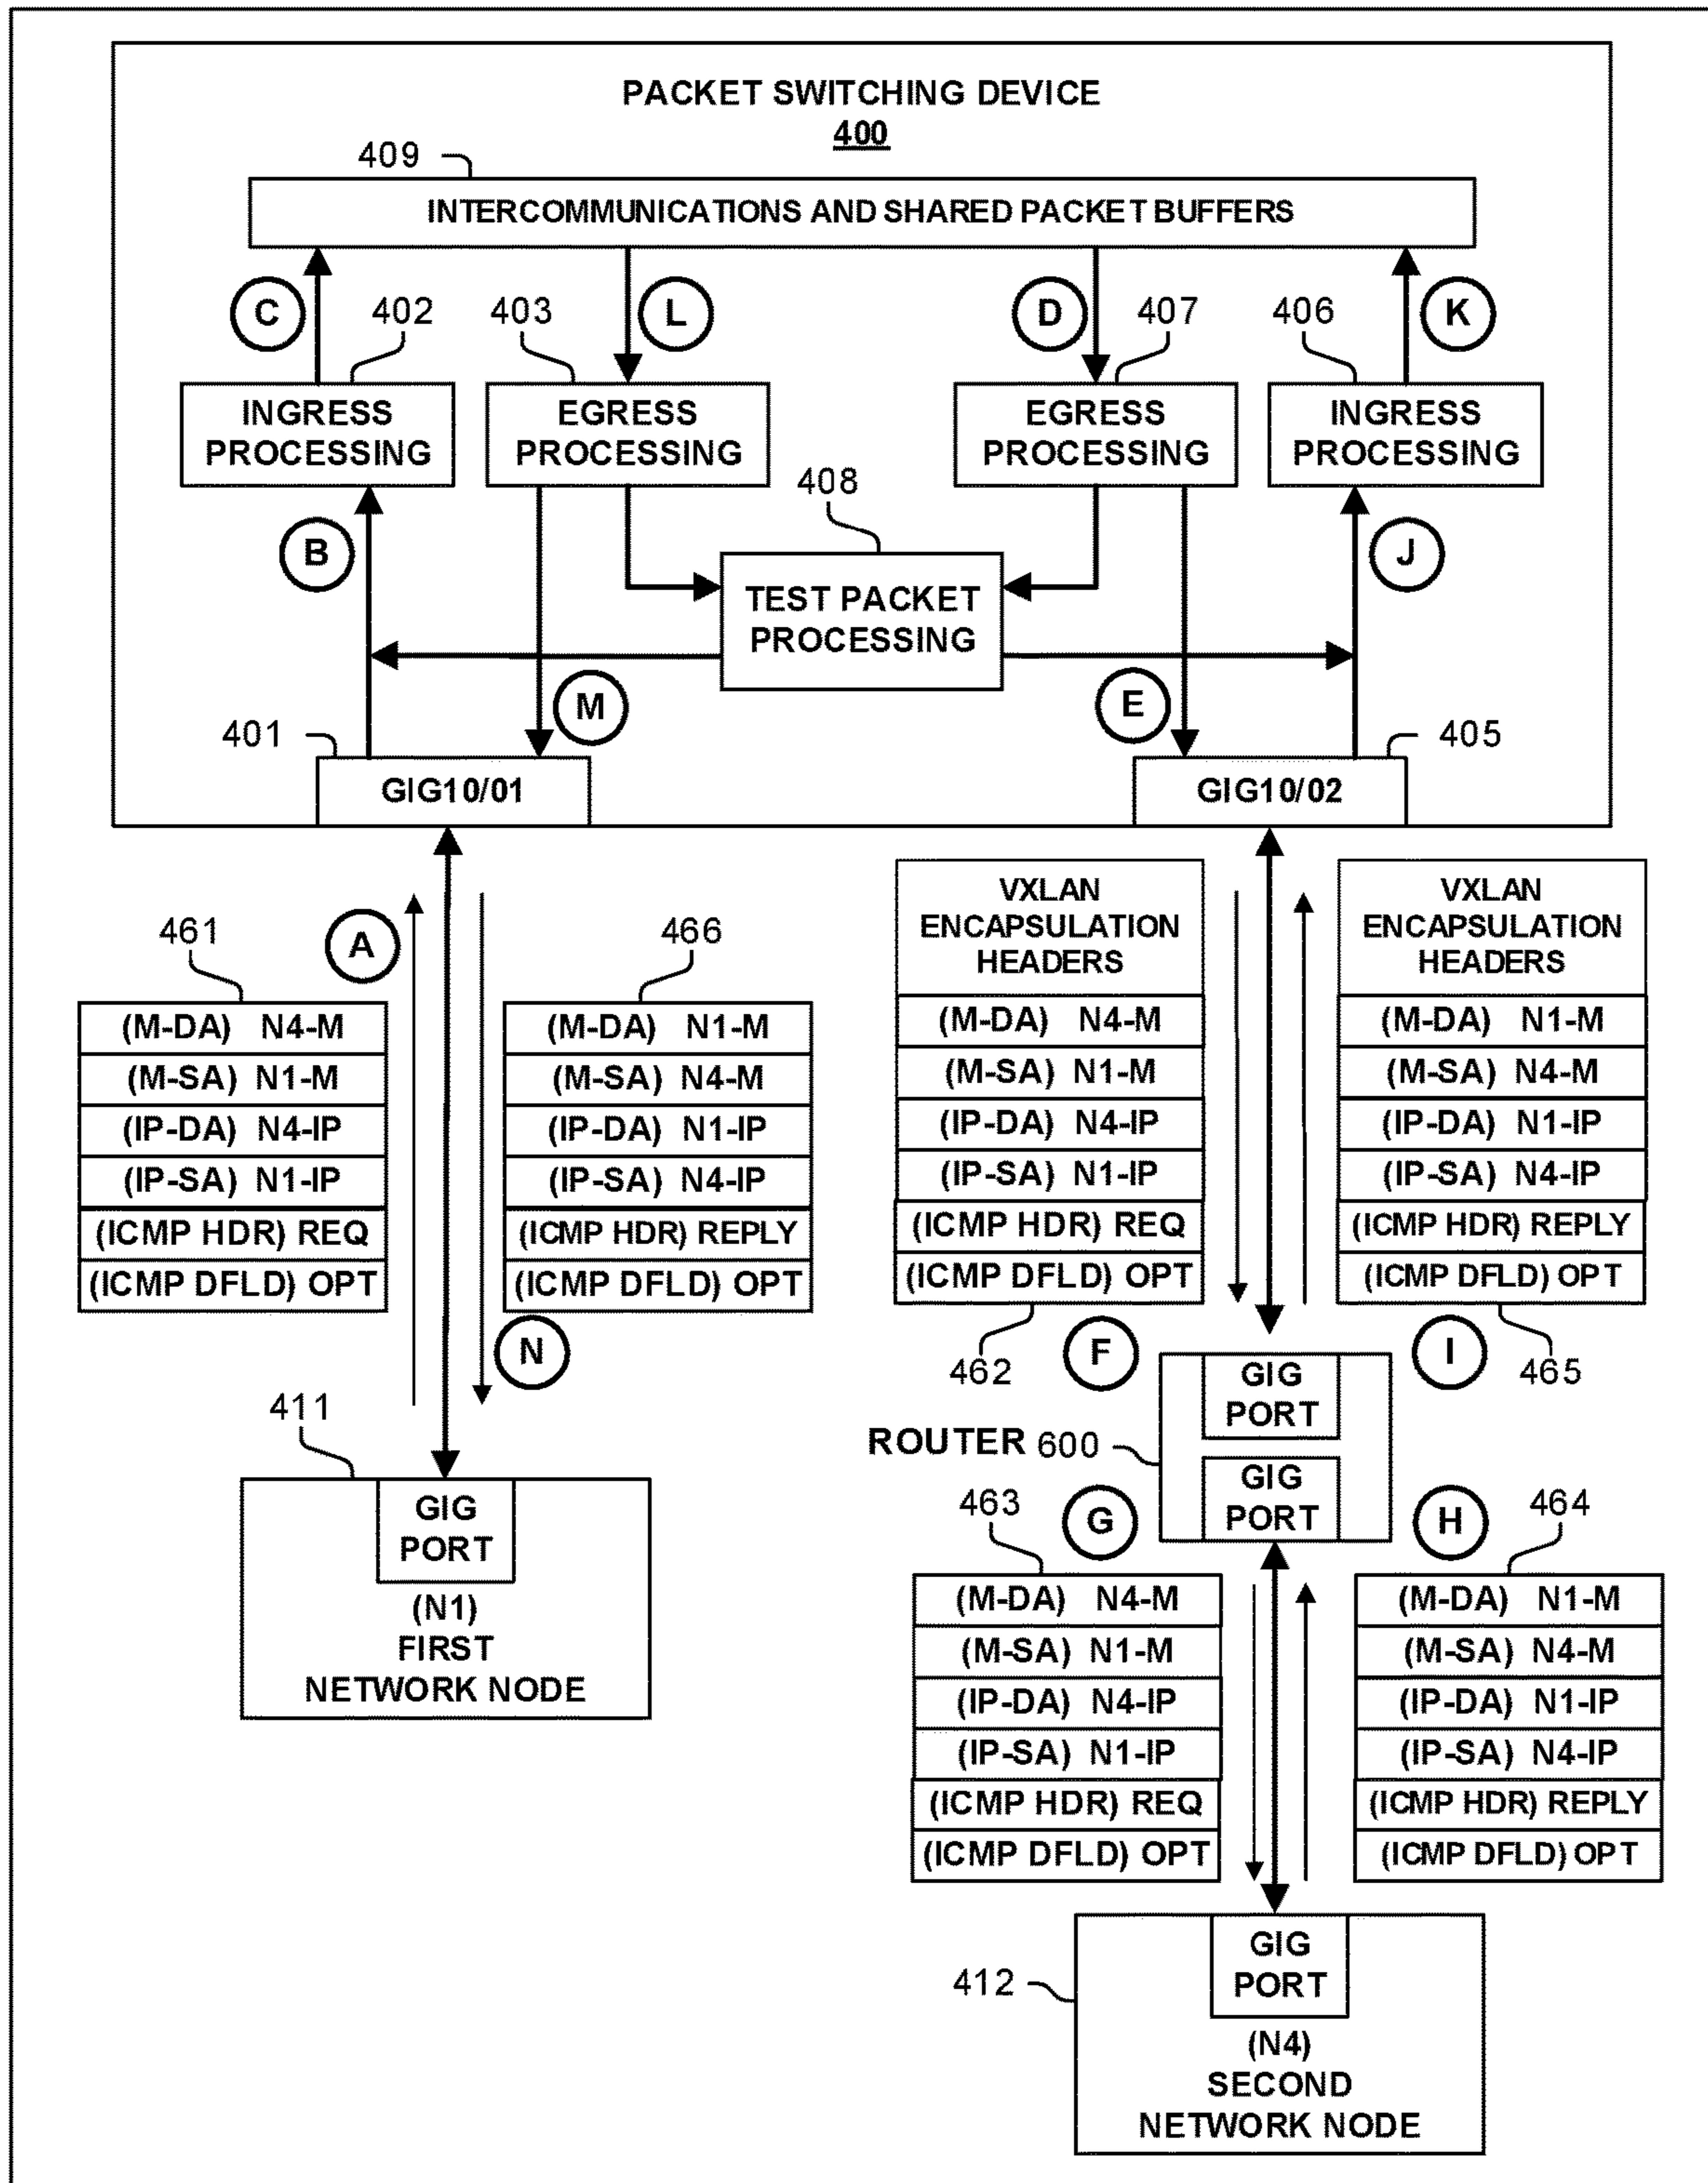 PACKET SWITCHING DEVICE
400
409
INTERCOMMUNICATIONS AND SHARED PACKET BUFFERS
C
402
403
L
D
407
406
K
INGRESS
PROCESSING
EGRESS
PROCESSING
EGRESS
PROCESSING
INGRESS
PROCESSING
408
B
J
TEST PACKET
PROCESSING
M
E
401
405
GIG10/01
GIG10/02
461
A
466
(M-DA) N4-M
(M-SA) N1-M
(IP-DA) N4-IP
(IP-SA) N1-IP
(ICMP HDR) REQ
(ICMP DFLD) OPT
(M-DA) N1-M
(M-SA) N4-M
(IP-DA) N1-IP
(IP-SA) N4-IP
(ICMP HDR) REPLY
(ICMP DFLD) OPT
N
VXLAN
ENCAPSULATION
HEADERS
(M-DA) N4-M
(M-SA) N1-M
(IP-DA) N4-IP
(IP-SA) N1-IP
(ICMP HDR) REQ
(ICMP DFLD) OPT
462
F
VXLAN
ENCAPSULATION
HEADERS
(M-DA) N1-M
(M-SA) N4-M
(IP-DA) N1-IP
(IP-SA) N4-IP
(ICMP HDR) REPLY
(ICMP DFLD) OPT
I
465
411
GIG
PORT
(N1)
FIRST
NETWORK NODE
GIG
PORT
ROUTER 600
GIG
PORT
463
G
H
464
(M-DA) N4-M
(M-SA) N1-M
(IP-DA) N4-IP
(IP-SA) N1-IP
(ICMP HDR) REQ
(ICMP DFLD) OPT
(M-DA) N1-M
(M-SA) N4-M
(IP-DA) N1-IP
(IP-SA) N4-IP
(ICMP HDR) REPLY
(ICMP DFLD) OPT
412
GIG
PORT
(N4)
SECOND
NETWORK NODE